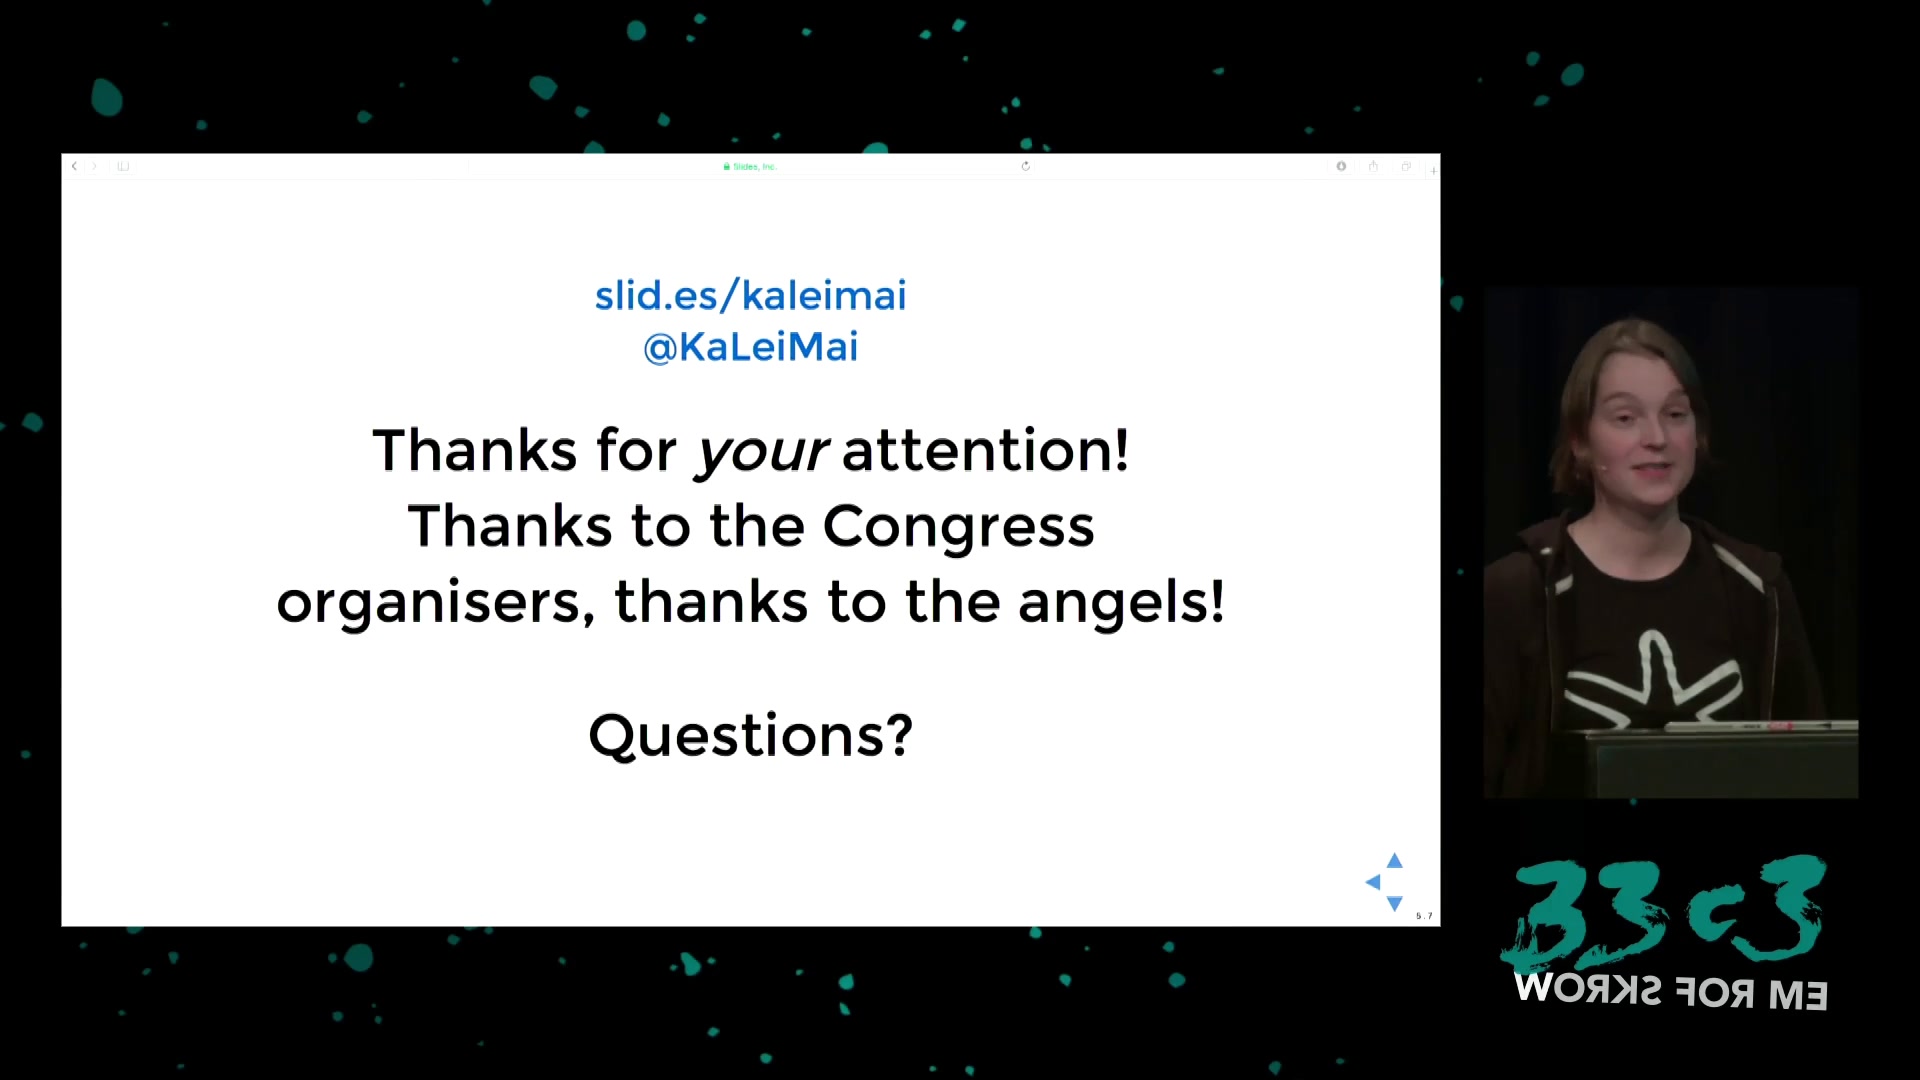 Slides, Inc.
slid.es/kaleimai
@KaLeiMai
Thanks for your attention!
Thanks to the Congress
organisers, thanks to the angels!
Questions?
5.7
33c3
WORKS FOR ME